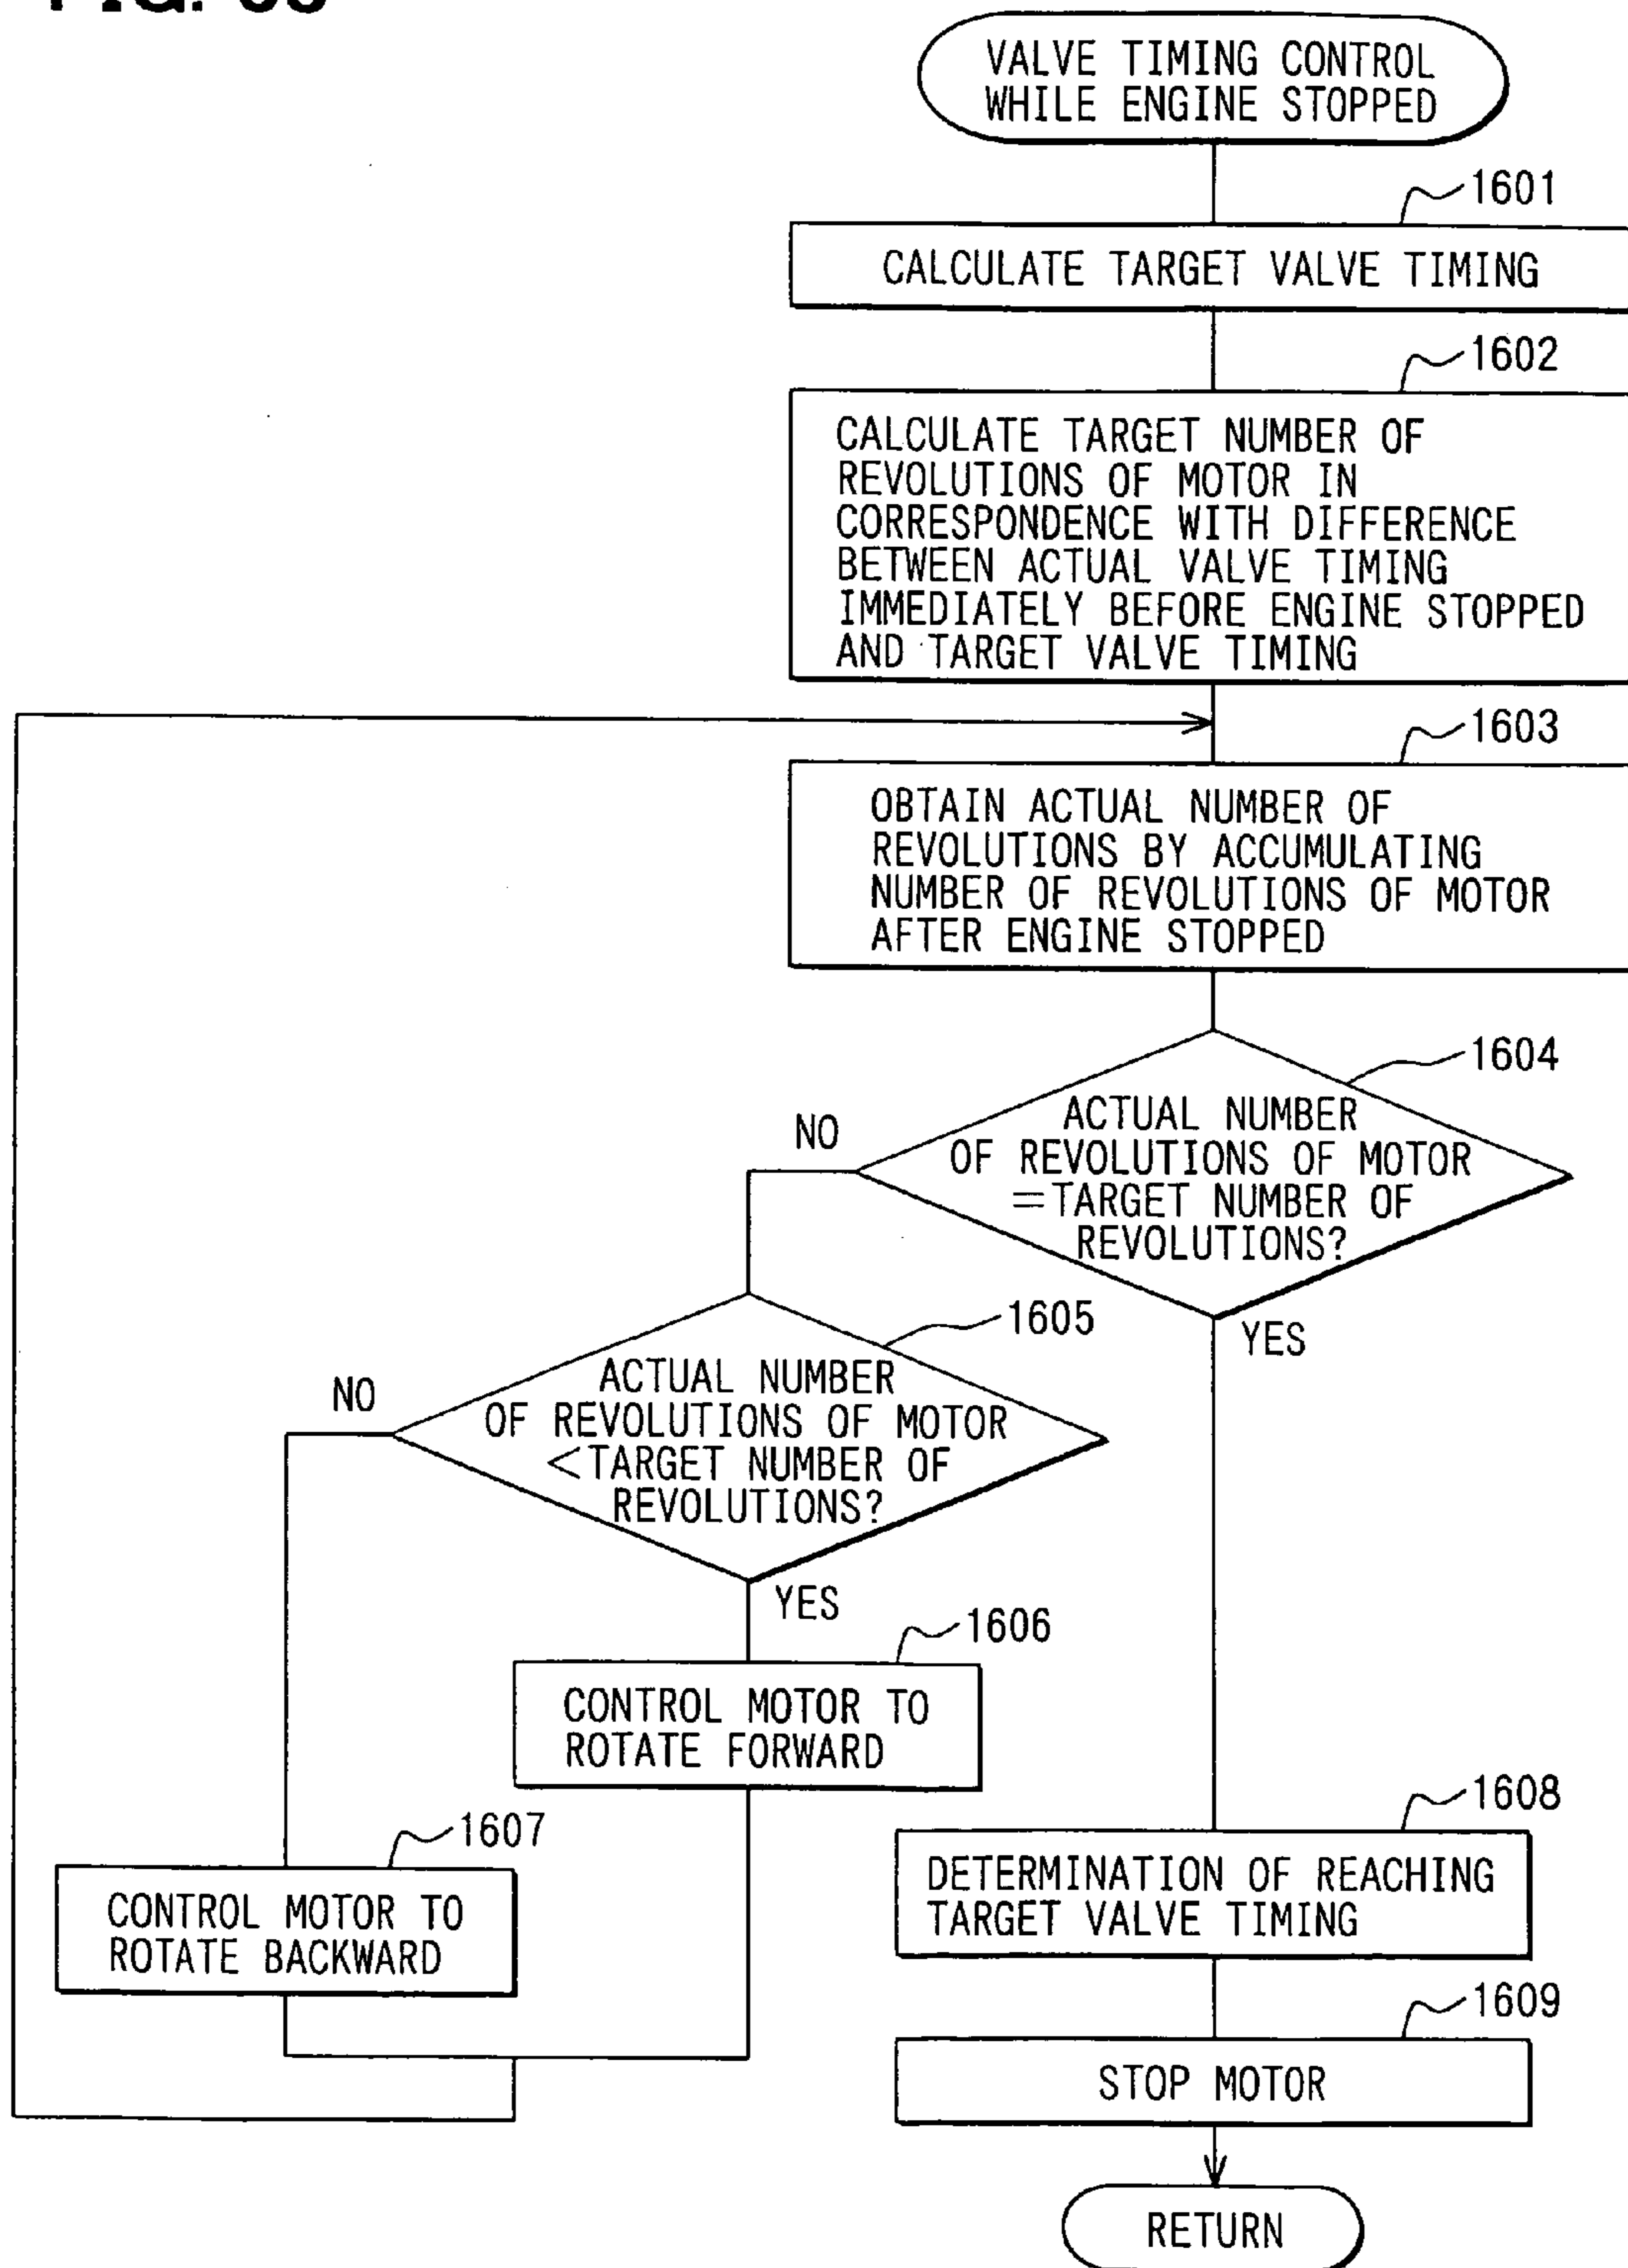 VALVE TIMING CONTROL
WHILE ENGINE STOPPED
1601
CALCULATE TARGET VALVE TIMING
1602
CALCULATE TARGET NUMBER OF
REVOLUTIONS OF MOTOR IN
CORRESPONDENCE WITH DIFFERENCE
BETWEEN ACTUAL VALVE TIMING
IMMEDIATELY BEFORE ENGINE STOPPED
AND TARGET VALVE TIMING
1603
OBTAIN ACTUAL NUMBER OF
REVOLUTIONS BY ACCUMULATING
NUMBER OF REVOLUTIONS OF MOTOR
AFTER ENGINE STOPPED
1604
ACTUAL NUMBER
OF REVOLUTIONS OF MOTOR
=TARGET NUMBER OF
REVOLUTIONS?
NO
YES
1605
ACTUAL NUMBER
OF REVOLUTIONS OF MOTOR
<TARGET NUMBER OF
REVOLUTIONS?
NO
YES
1606
CONTROL MOTOR TO
ROTATE FORWARD
1607
CONTROL MOTOR TO
ROTATE BACKWARD
1608
DETERMINATION OF REACHING
TARGET VALVE TIMING
1609
STOP MOTOR
RETURN